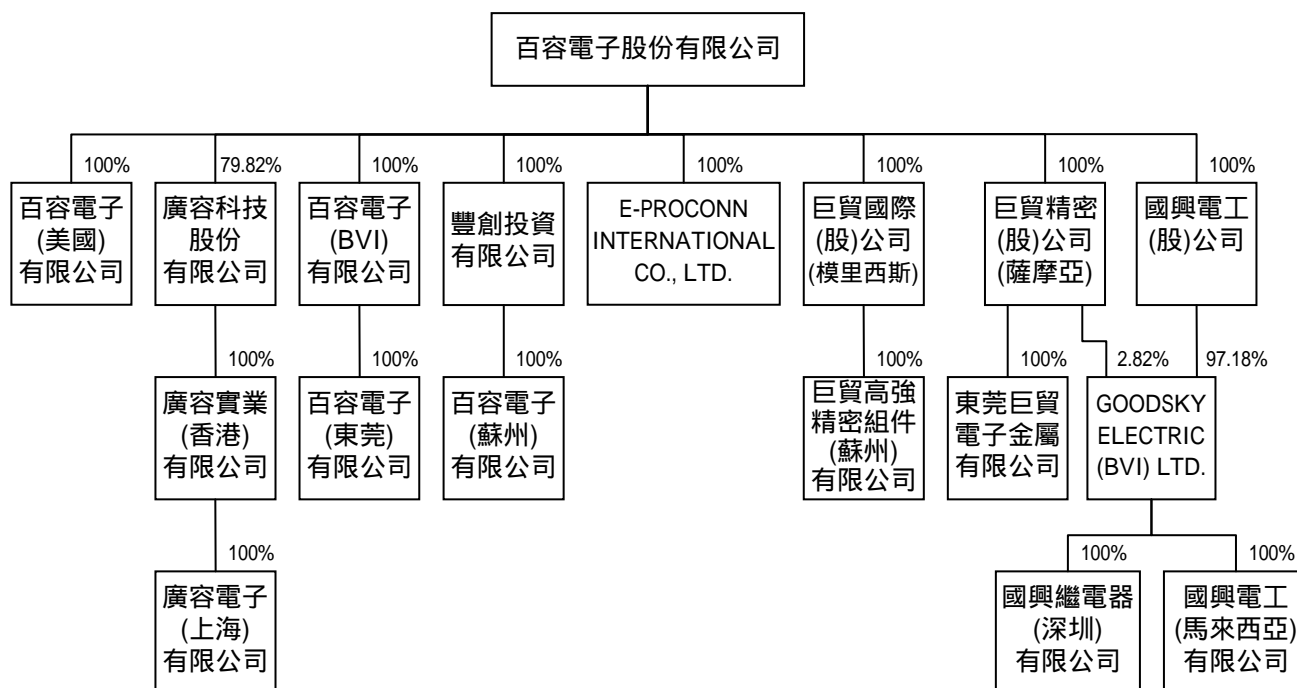 百容電子股份有限公司
100%
79.82%
100%
100%
100%
100%
100%
100%
百容電子
(美國)
有限公司
廣容科技
股份
有限公司
百容電子
(BVI)
有限公司
豐創投資
有限公司
E-PROCONN
INTERNATIONAL
CO., LTD.
巨貿國際
(股)公司
(模里西斯)
巨貿精密
(股)公司
(薩摩亞)
國興電工
(股)公司
100%
100%
100%
100%
100%
2.82%
97.18%
廣容實業
(香港)
有限公司
百容電子
(東莞)
有限公司
百容電子
(蘇州)
有限公司
巨貿高強
精密組件
(蘇州)
有限公司
東莞巨貿
電子金屬
有限公司
GOODSKY
ELECTRIC
(BVI) LTD.
100%
100%
100%
廣容電子
(上海)
有限公司
國興繼電器
(深圳)
有限公司
國興電工
(馬來西亞)
有限公司